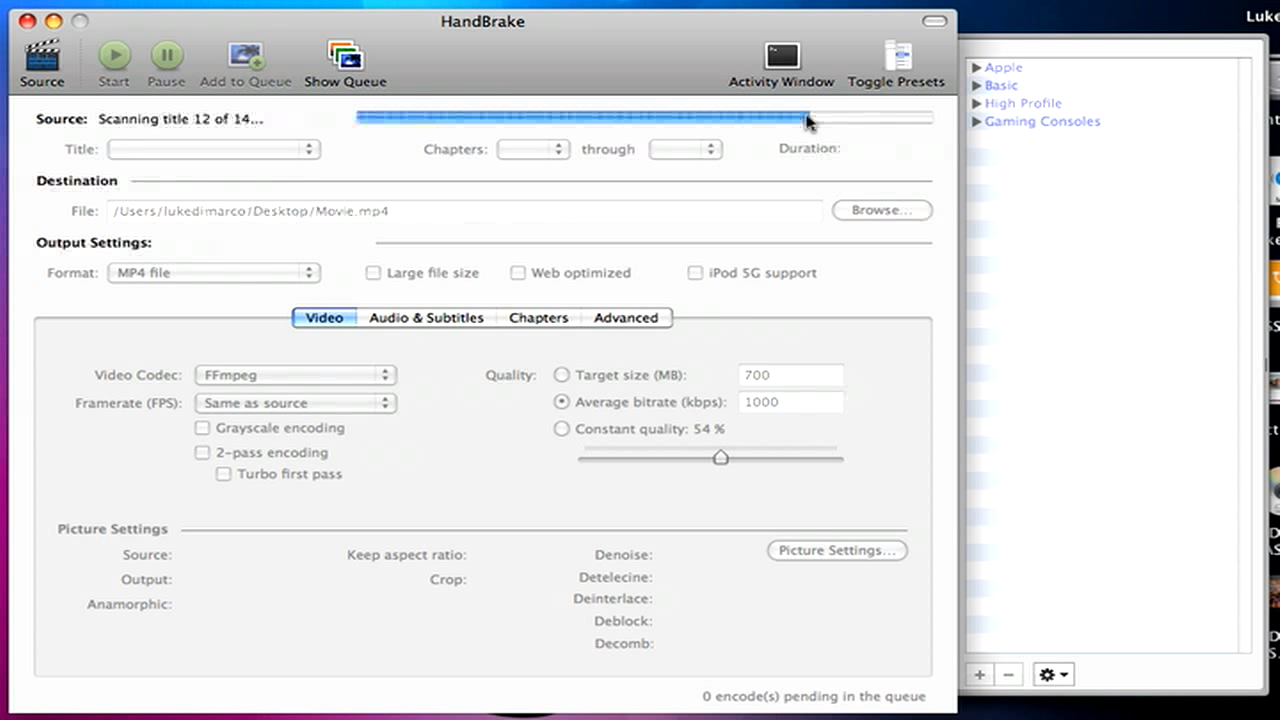 HandBrake
Luke
Source Start Pause Add to Queue Show Queue Activity Window Toggle Presets
Source: Scanning title 12 of 14...
Title: Chapters: through Duration:
Destination
File: /Users/lukedimarco/Desktop/Movie.mp4 Browse...
Output Settings:
Format: MP4 file Large file size Web optimized iPod 5G support
Video Audio & Subtitles Chapters Advanced
Video Codec: FFmpeg Quality: Target size (MB): 700
Framerate (FPS): Same as source Average bitrate (kbps): 1000
Grayscale encoding Constant quality: 54 %
2-pass encoding
Turbo first pass
Picture Settings
Source: Keep aspect ratio: Denoise: Picture Settings...
Output: Crop: Detelecine:
Anamorphic: Deinterlace:
Deblock:
Decomb:
0 encode(s) pending in the queue
Apple
Basic
High Profile
Gaming Consoles